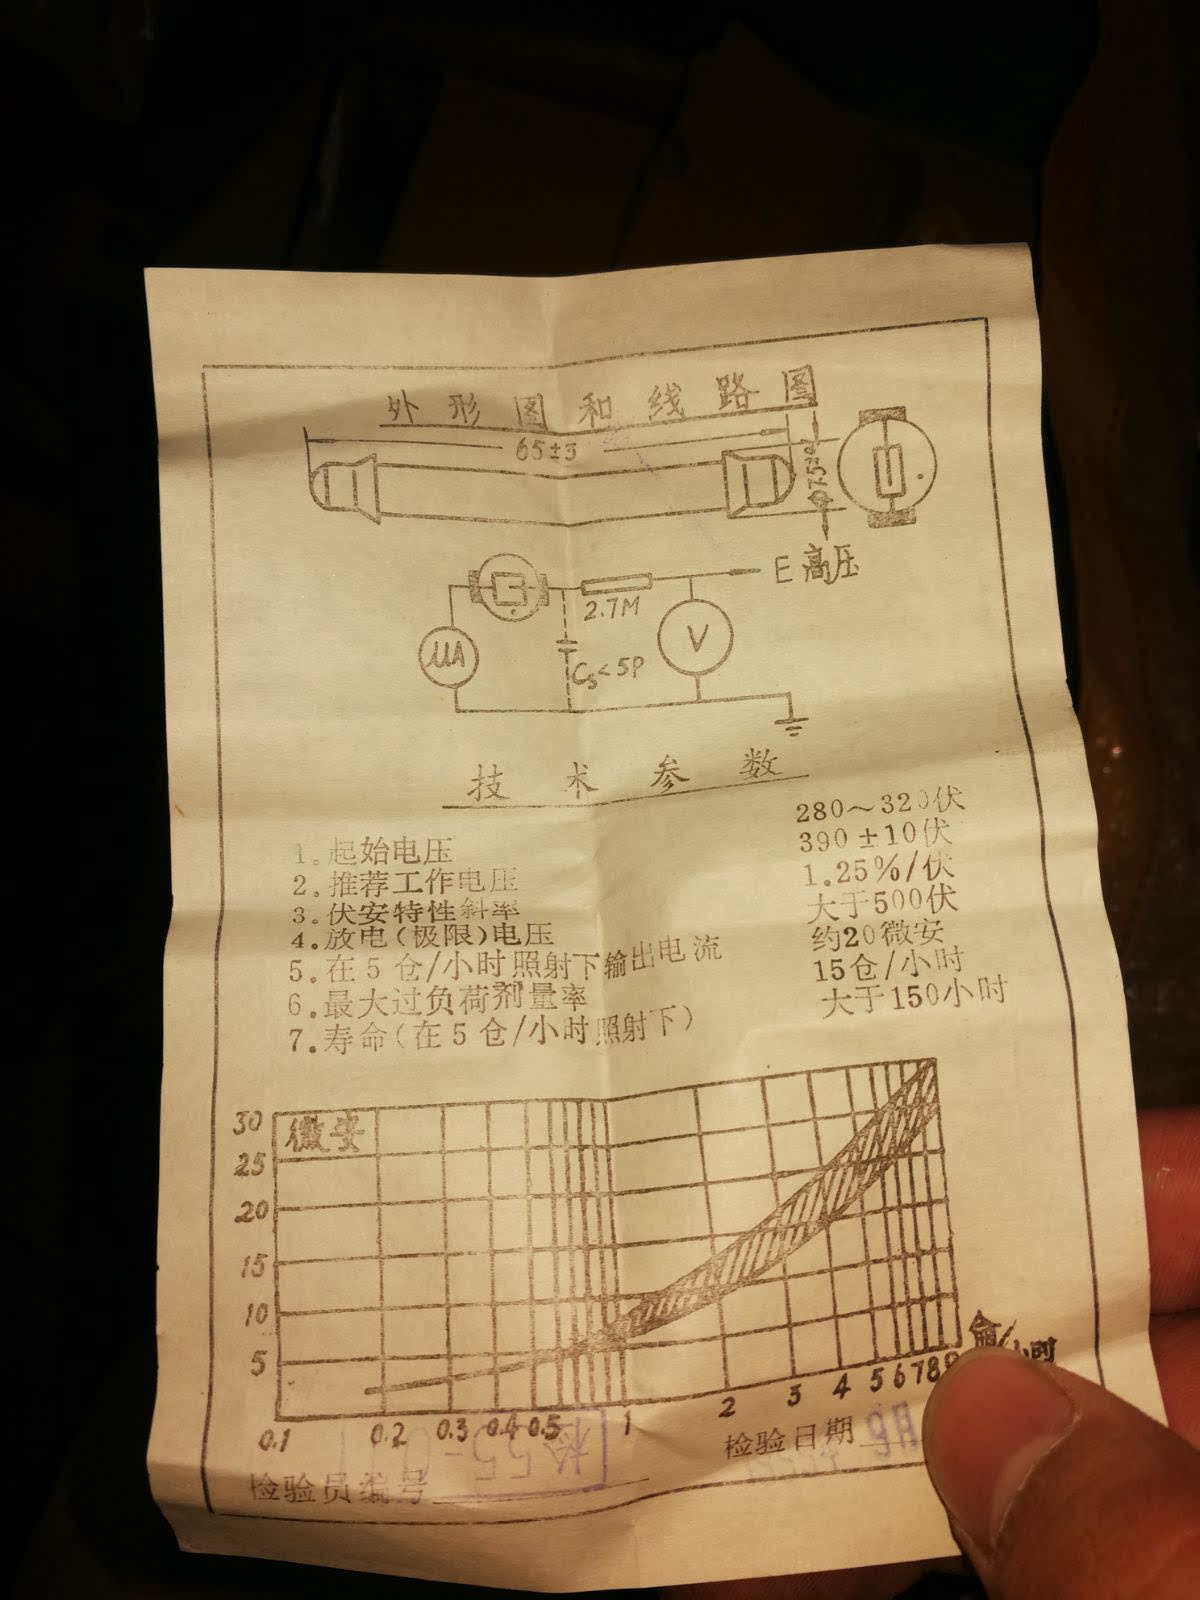 外形图和线路图
65±3
E 高压
2.7M
μA
V
Cs<5P
技术参数
1.起始电压 280～320伏
2.推荐工作电压 390±10伏
3.伏安特性斜率 1.25%/伏
4.放电(极限)电压 大于500伏
5.在5仑/小时照射下输出电流 约20微安
6.最大过负荷剂量率 15仑/小时
7.寿命(在5仑/小时照射下) 大于150小时
30 微安
25
20
15
10
5
仑/小时
0.1 0.2 0.3 0.4 0.5 1 2 3 4 5 6 7 8 9
检验员编号
检验日期